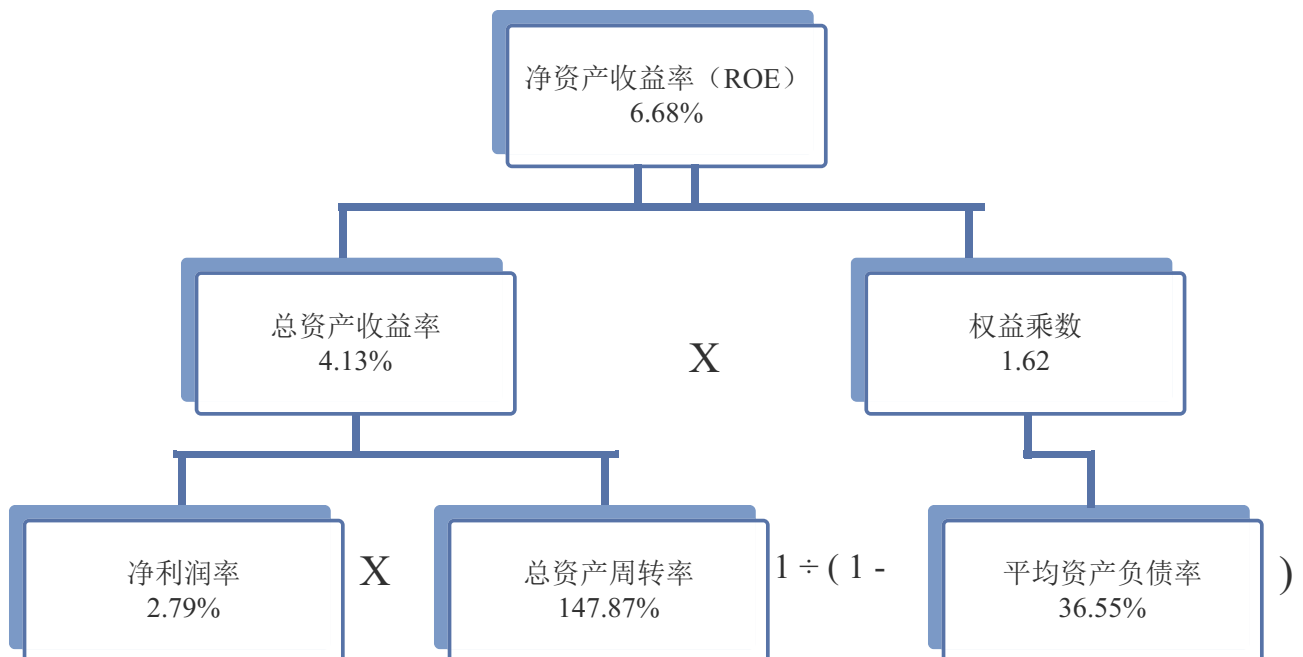 净资产收益率（ROE）
6.68%
总资产收益率
4.13%
X
权益乘数
1.62
净利润率
2.79%
X
总资产周转率
147.87%
1 ÷ ( 1 -
平均资产负债率
36.55%
)